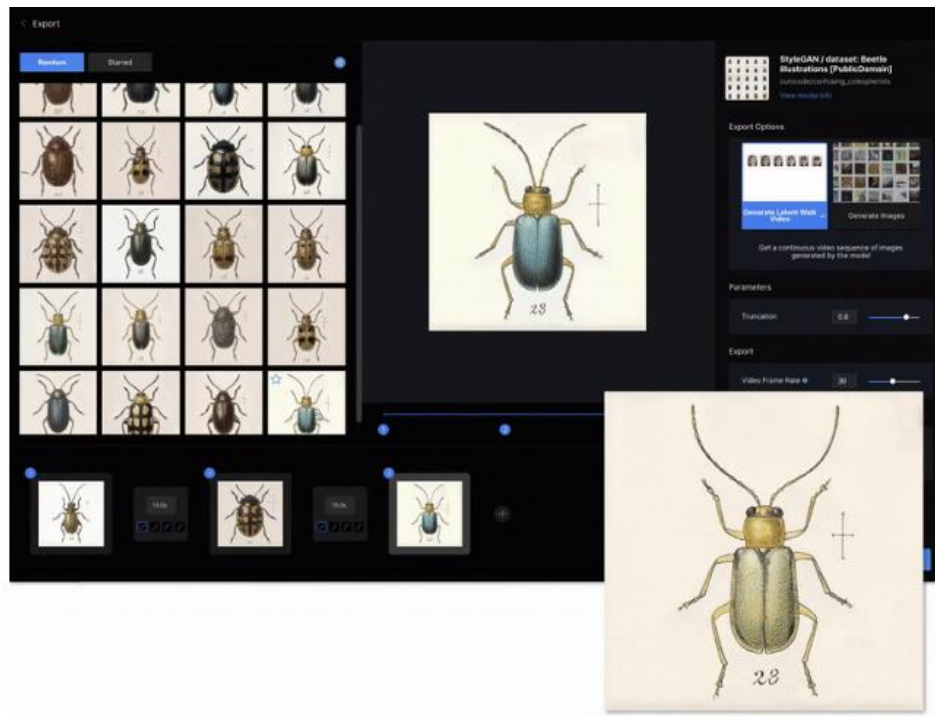 Export
Random
Starred
StyleGAN / dataset: Beetle
Illustrations [PublicDomain]
View model info
Export Options
Generate Latent Walk
Video
Generate Images
Get a continuous video sequence of images
generated by the model
Parameters
Truncation
0.8
Export
Video Frame Rate
30
23
1
2
23